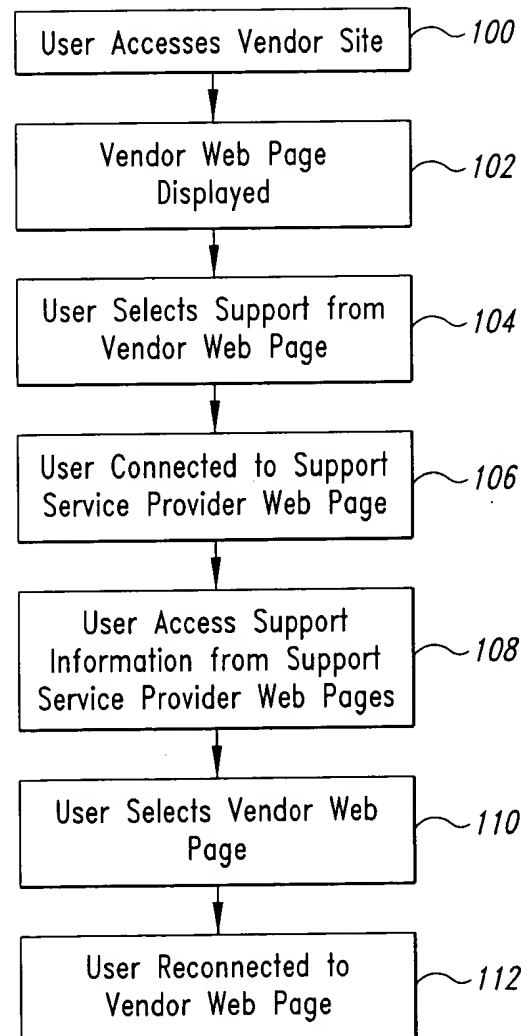 User Accesses Vendor Site
100
Vendor Web Page
Displayed
102
User Selects Support from
Vendor Web Page
104
User Connected to Support
Service Provider Web Page
106
User Access Support
Information from Support
Service Provider Web Pages
108
User Selects Vendor Web
Page
110
User Reconnected to
Vendor Web Page
112